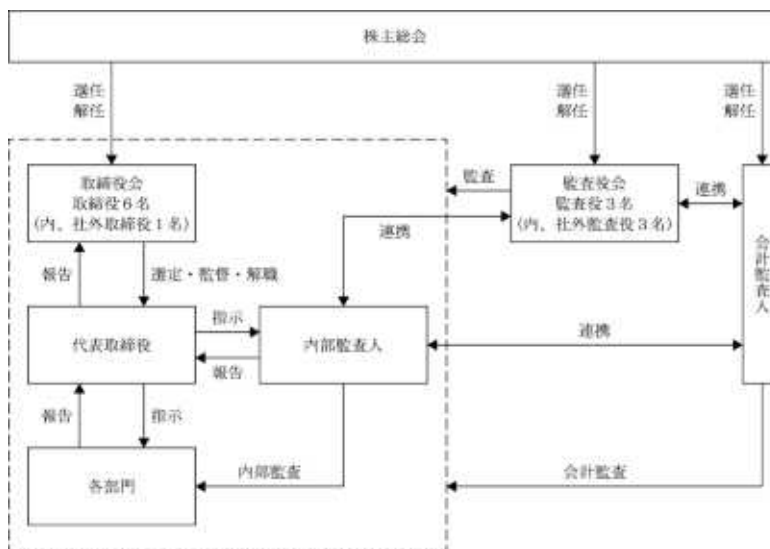 株主総会
選任
解任
選任
解任
選任
解任
取締役会
取締役6名
(内、社外取締役1名)
監査
監査役会
監査役3名
(内、社外監査役3名)
連携
連携
会計監査人
報告
選定・監督・解職
代表取締役
指示
報告
内部監査人
連携
報告
指示
各部門
内部監査
会計監査